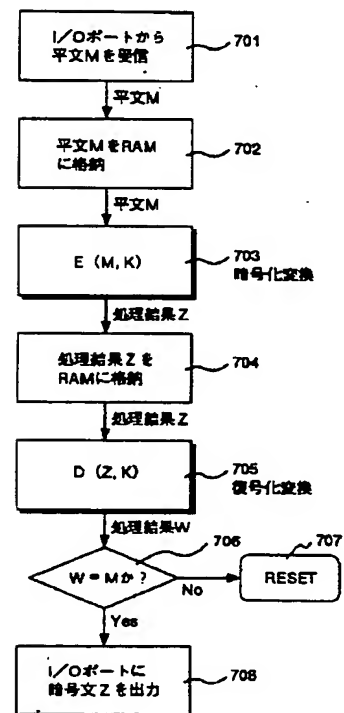 I/Oポートから
平文Mを受信
701
平文M
平文MをRAM
に格納
702
平文M
E (M, K)
703
暗号化変換
処理結果Z
処理結果Zを
RAMに格納
704
処理結果Z
D (Z, K)
705
復号化変換
処理結果W
706
W=Mか?
No
707
RESET
Yes
I/Oポートに
暗号文Zを出力
708